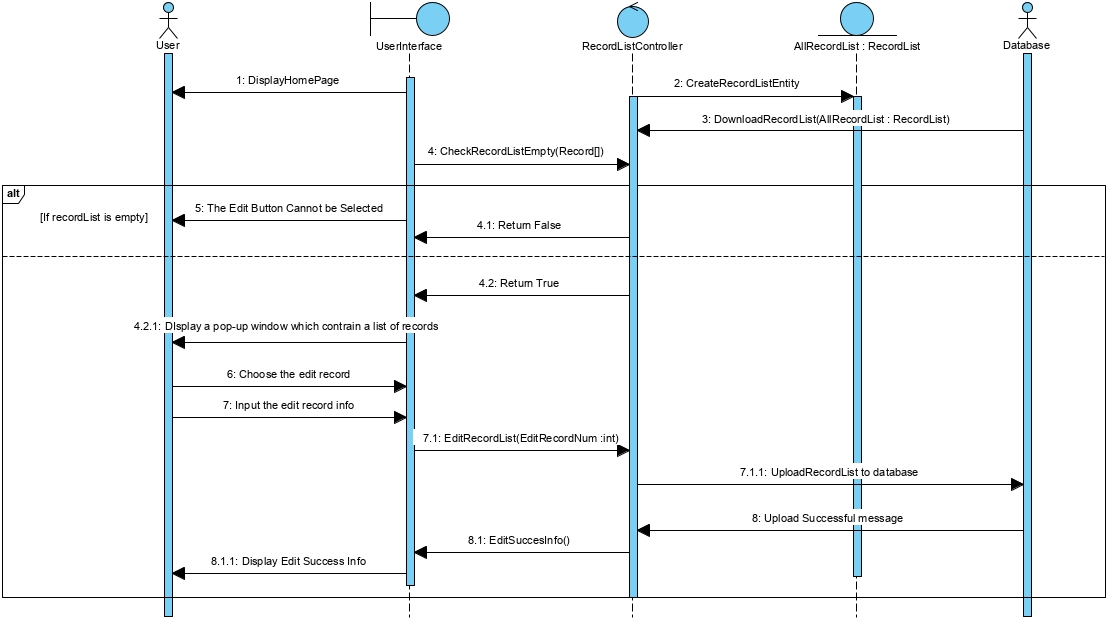 User
UserInterface
RecordListController
AllRecordList : RecordList
Database
1: DisplayHomePage
2: CreateRecordListEntity
3: DownloadRecordList(AllRecordList : RecordList)
4: CheckRecordListEmpty(Record[])
alt
[If recordList is empty]
5: The Edit Button Cannot be Selected
4.1: Return False
4.2: Return True
4.2.1: DIsplay a pop-up window which contrain a list of records
6: Choose the edit record
7: Input the edit record info
7.1: EditRecordList(EditRecordNum :int)
7.1.1: UploadRecordList to database
8: Upload Successful message
8.1: EditSuccesInfo()
8.1.1: Display Edit Success Info